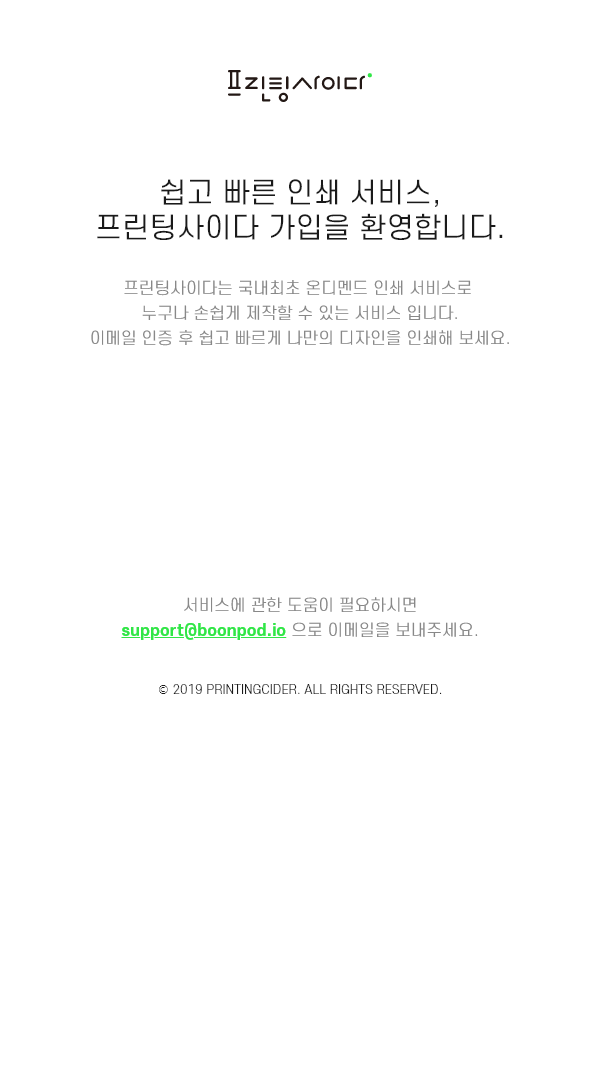 프린팅사이다
쉽고 빠른 인쇄 서비스,
프린팅사이다 가입을 환영합니다.
프린팅사이다는 국내최초 온디멘드 인쇄 서비스로
누구나 손쉽게 제작할 수 있는 서비스 입니다.
이메일 인증 후 쉽고 빠르게 나만의 디자인을 인쇄해 보세요.
서비스에 관한 도움이 필요하시면
support@boonpod.io 으로 이메일을 보내주세요.
© 2019 PRINTINGCIDER. ALL RIGHTS RESERVED.